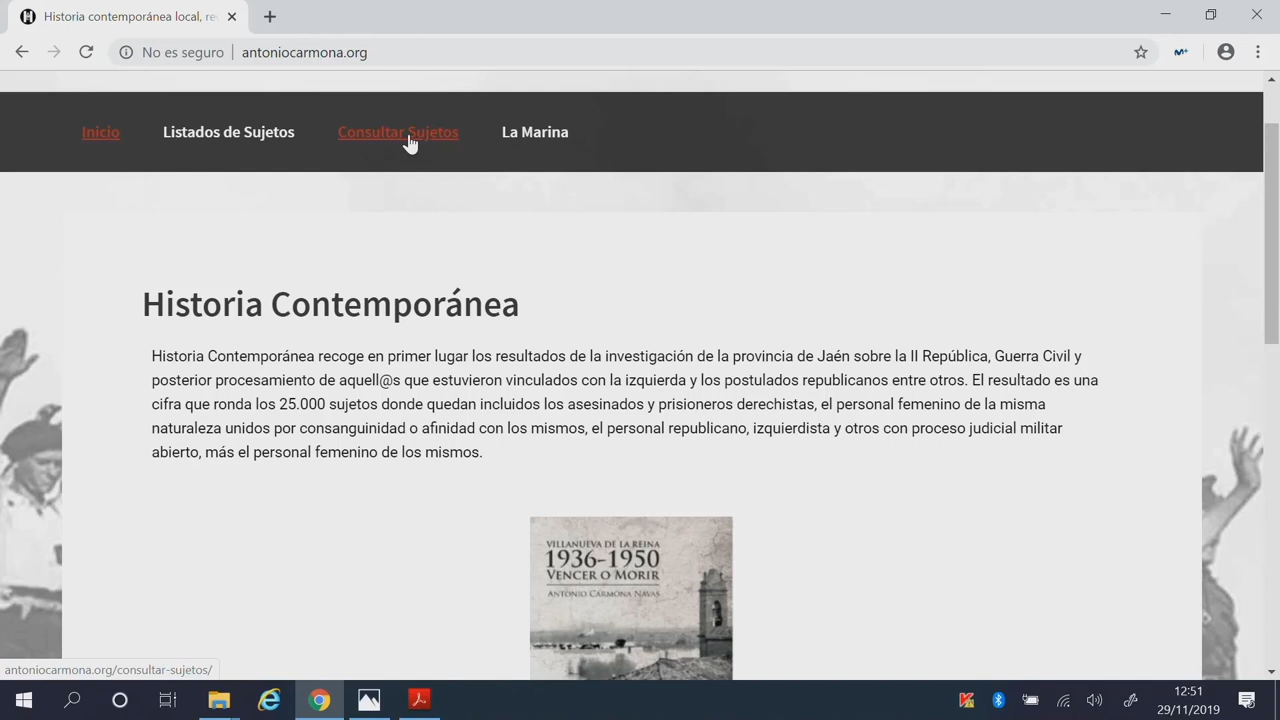 Historia contemporánea local, re
No es seguro
antoniocarmona.org
Inicio
Listados de Sujetos
Consultar Sujetos
La Marina
Historia Contemporánea
Historia Contemporánea recoge en primer lugar los resultados de la investigación de la provincia de Jaén sobre la II República, Guerra Civil y
posterior procesamiento de aquell@s que estuvieron vinculados con la izquierda y los postulados republicanos entre otros. El resultado es una
cifra que ronda los 25.000 sujetos donde quedan incluidos los asesinados y prisioneros derechistas, el personal femenino de la misma
naturaleza unidos por consanguinidad o afinidad con los mismos, el personal republicano, izquierdista y otros con proceso judicial militar
abierto, más el personal femenino de los mismos.
VILLANUEVA DE LA REINA
1936-1950
VENCER O MORIR
ANTONIO CARMONA NAVAS
antoniocarmona.org/consultar-sujetos/
12:51
29/11/2019